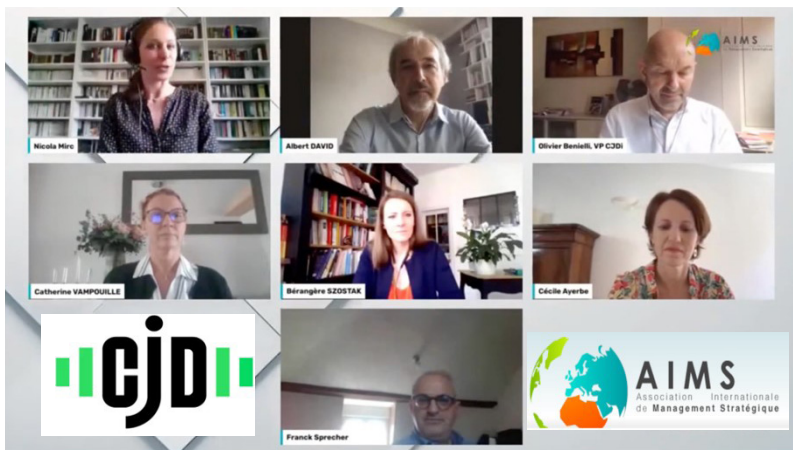 AIMS
Nicola Mirc
Albert DAVID
Olivier Benielli, VP CJDi
Catherine VAMPOUILLE
Bérangère SZOSTAK
Cécile Ayerbe
CJD
Franck Sprecher
AIMS
Association Internationale
de Management Stratégique